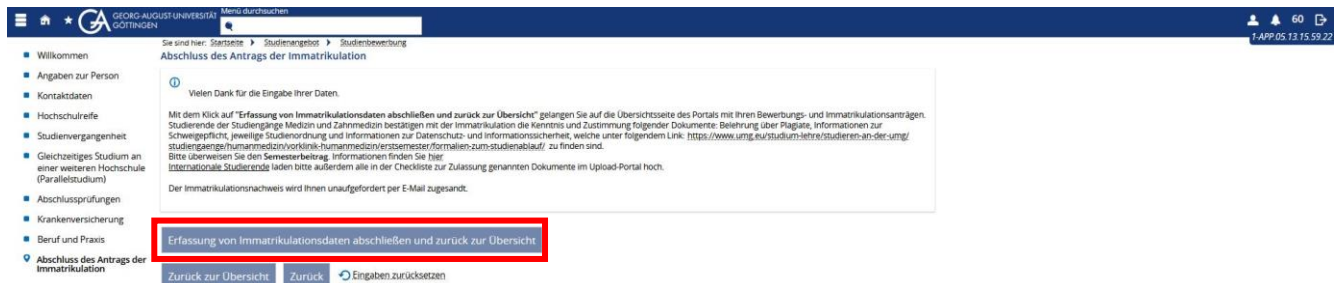 GEORG-AUGUST-UNIVERSITÄT
GÖTTINGEN
Menü durchsuchen
60
1-APP.05.13.15.59.22
Sie sind hier: Startseite Studienangebot Studienbewerbung
Abschluss des Antrags der Immatrikulation
Willkommen
Angaben zur Person
Kontaktdaten
Hochschulreife
Studienvergangenheit
Gleichzeitiges Studium an
einer weiteren Hochschule
(Parallelstudium)
Abschlussprüfungen
Krankenversicherung
Beruf und Praxis
Abschluss des Antrags der
Immatrikulation
Vielen Dank für die Eingabe Ihrer Daten.
Mit dem Klick auf "Erfassung von Immatrikulationsdaten abschließen und zurück zur Übersicht" gelangen Sie auf die Übersichtsseite des Portals mit Ihren Bewerbungs- und Immatrikulationsanträgen.
Studierende der Studiengänge Medizin und Zahnmedizin bestätigen mit der Immatrikulation die Kenntnis und Zustimmung folgender Dokumente: Belehrung über Plagiate, Informationen zur
Schweigepflicht, jeweilige Studienordnung und Informationen zur Datenschutz- und Informationssicherheit, welche unter folgendem Link: https://www.umg.eu/studium-lehre/studieren-an-der-umg/
studiengaenge/humanmedizin/vorklinik-humanmedizin/erstsemester/formalien-zum-studienablauf/ zu finden sind.
Bitte überweisen Sie den Semesterbeitrag. Informationen finden Sie hier
Internationale Studierende laden bitte außerdem alle in der Checkliste zur Zulassung genannten Dokumente im Upload-Portal hoch.
Der Immatrikulationsnachweis wird Ihnen unaufgefordert per E-Mail zugesandt.
Erfassung von Immatrikulationsdaten abschließen und zurück zur Übersicht
Zurück zur Übersicht Zurück Eingaben zurücksetzen